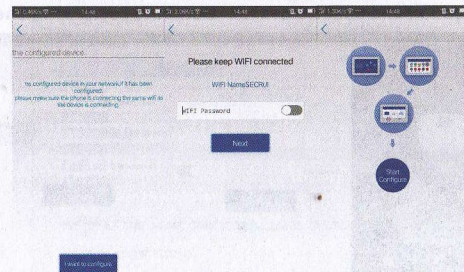 14:48
14:48
14:48
the configured device
no configured device in your network,if it has been
configured.
please make sure the phone is connecting the same wifi as
the device is connecting
I want to configure
Please keep WIFI connected
WIFI NameSECRUI
WIFI Password
Next
Start
Configure